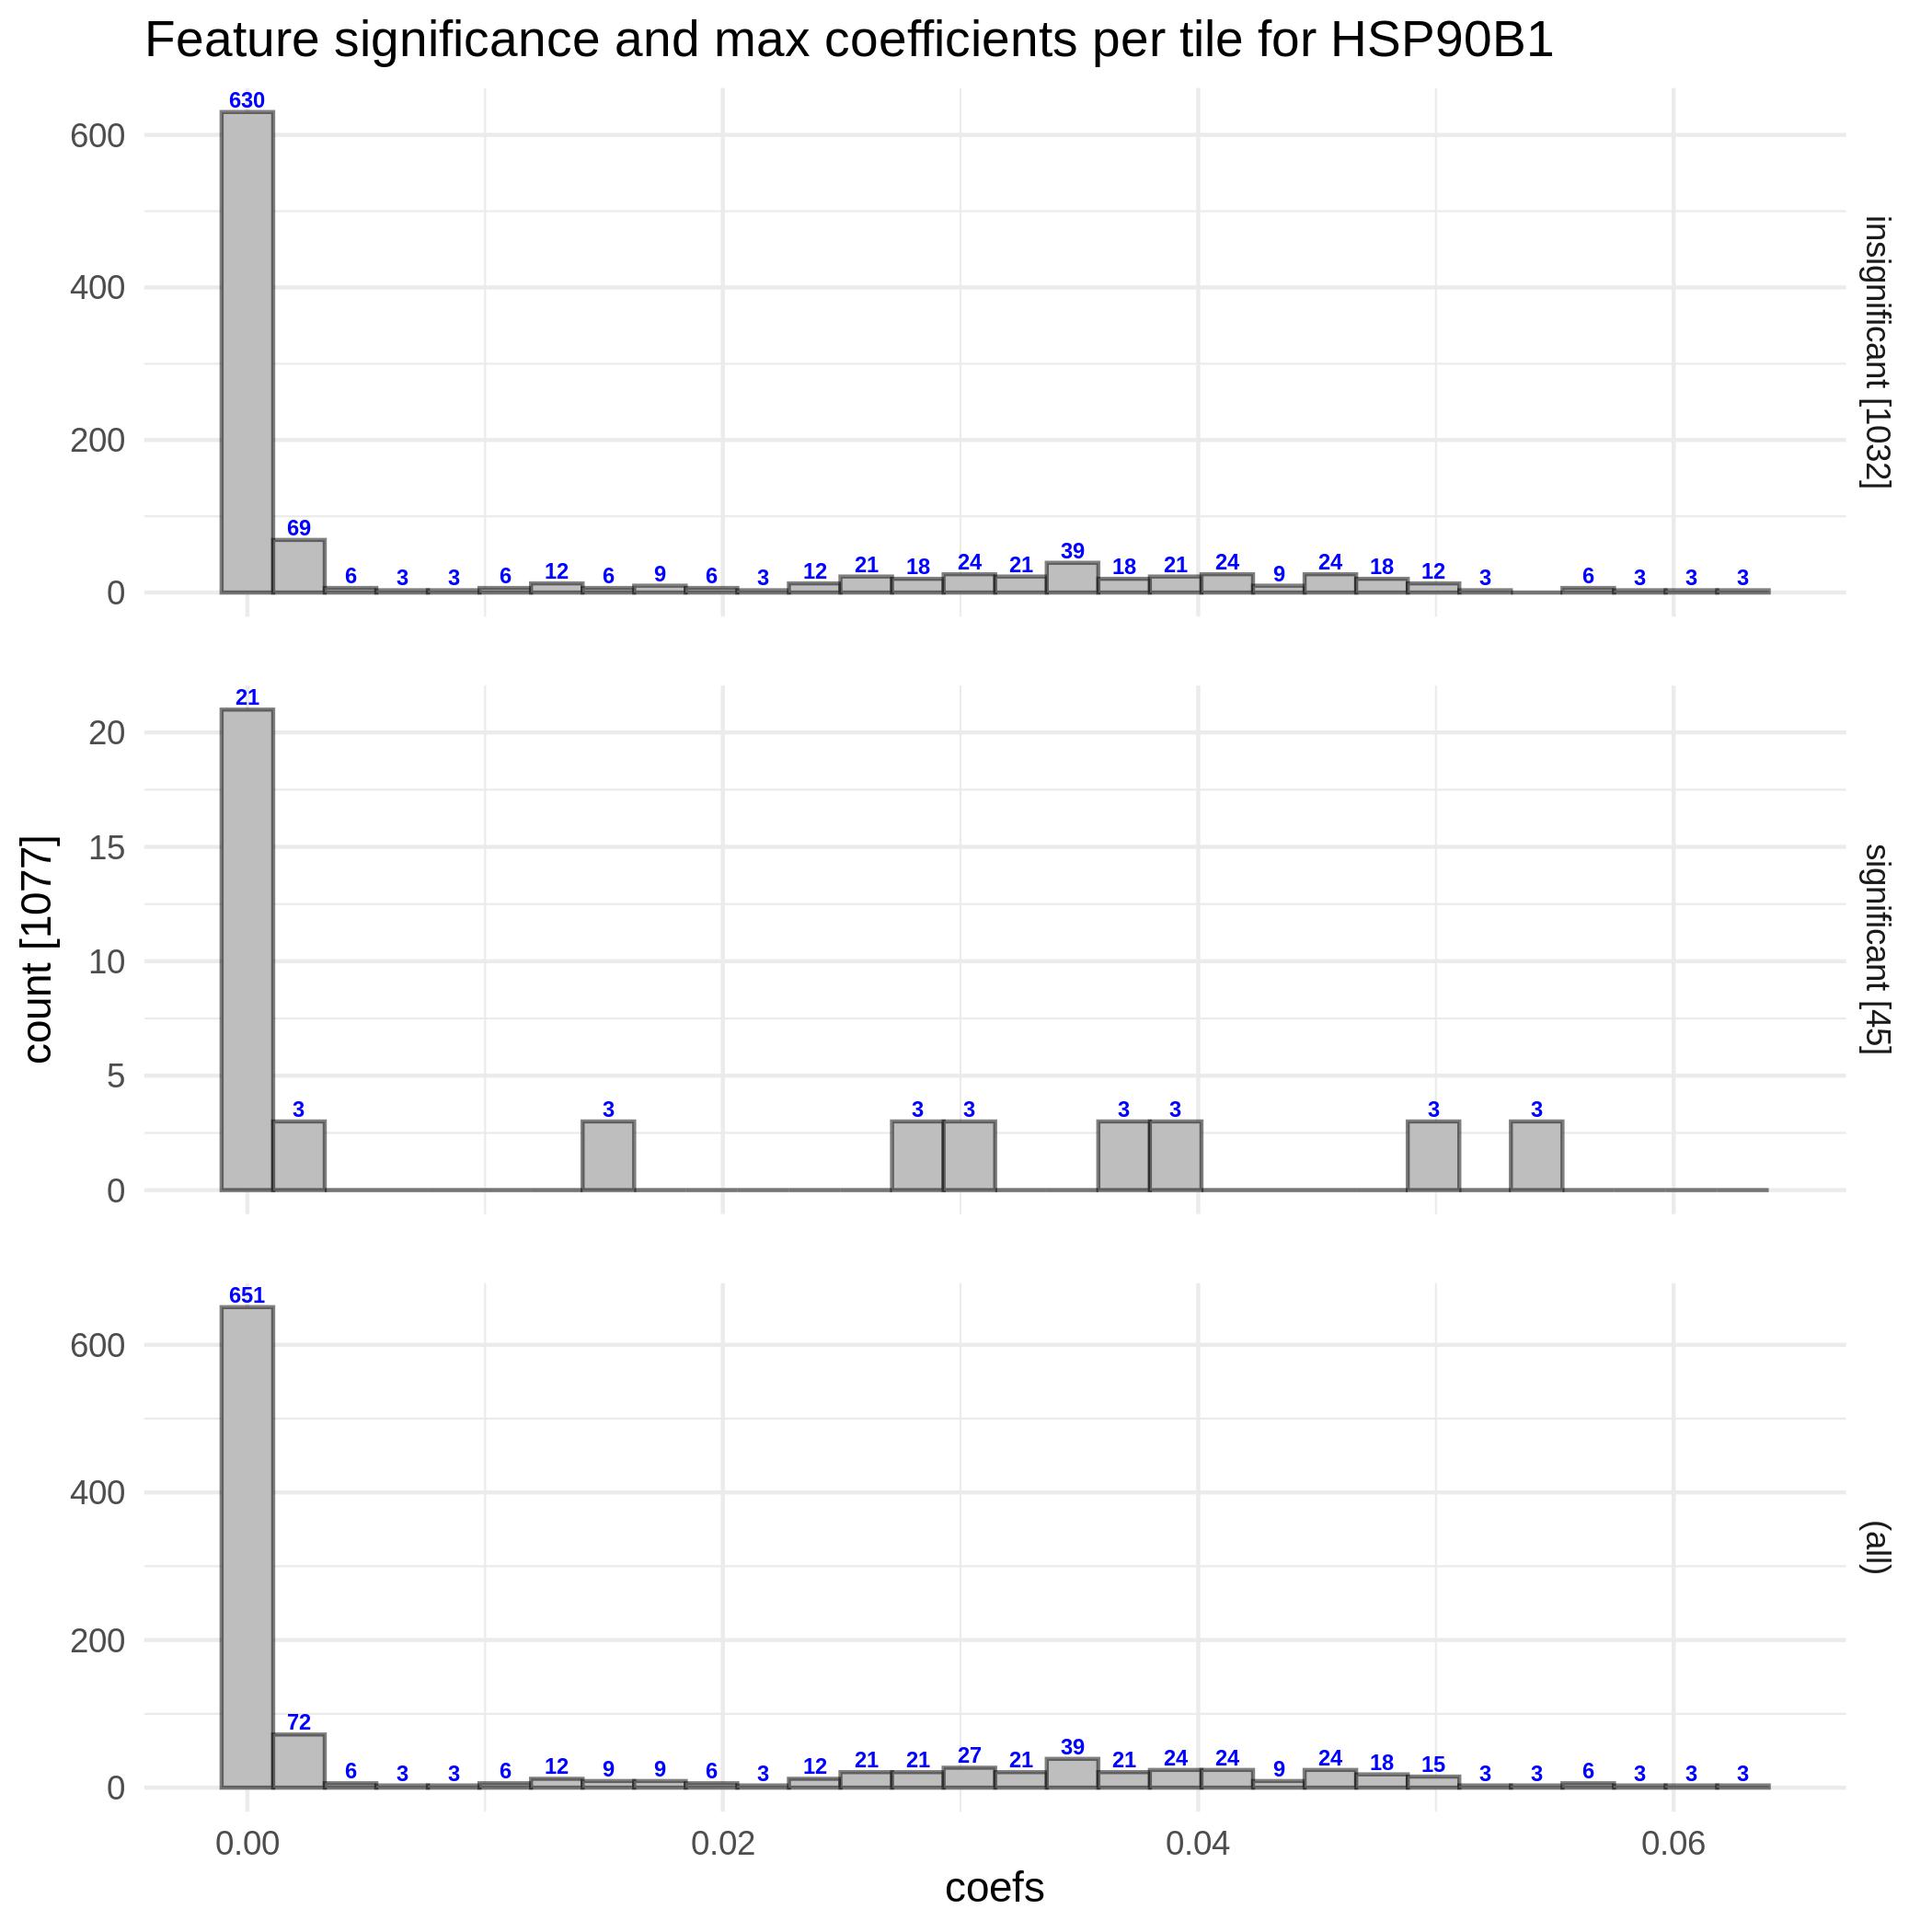 Feature significance and max coefficients per tile for HSP90B1
630
600
400
200
0
69 6 3 3 6 12 6 9 6 3 12 21 18 24 21 39 18 21 24 9 24 18 12 3 6 3 3 3
insignificant [1032]
count [1077]
21
20
15
10
5
0
3 3 3 3 3 3 3 3
significant [45]
651
600
400
200
0
72 6 3 3 6 12 9 9 6 3 12 21 21 27 21 39 21 24 24 9 24 18 15 3 3 6 3 3 3
(all)
0.00 0.02 0.04 0.06
coefs